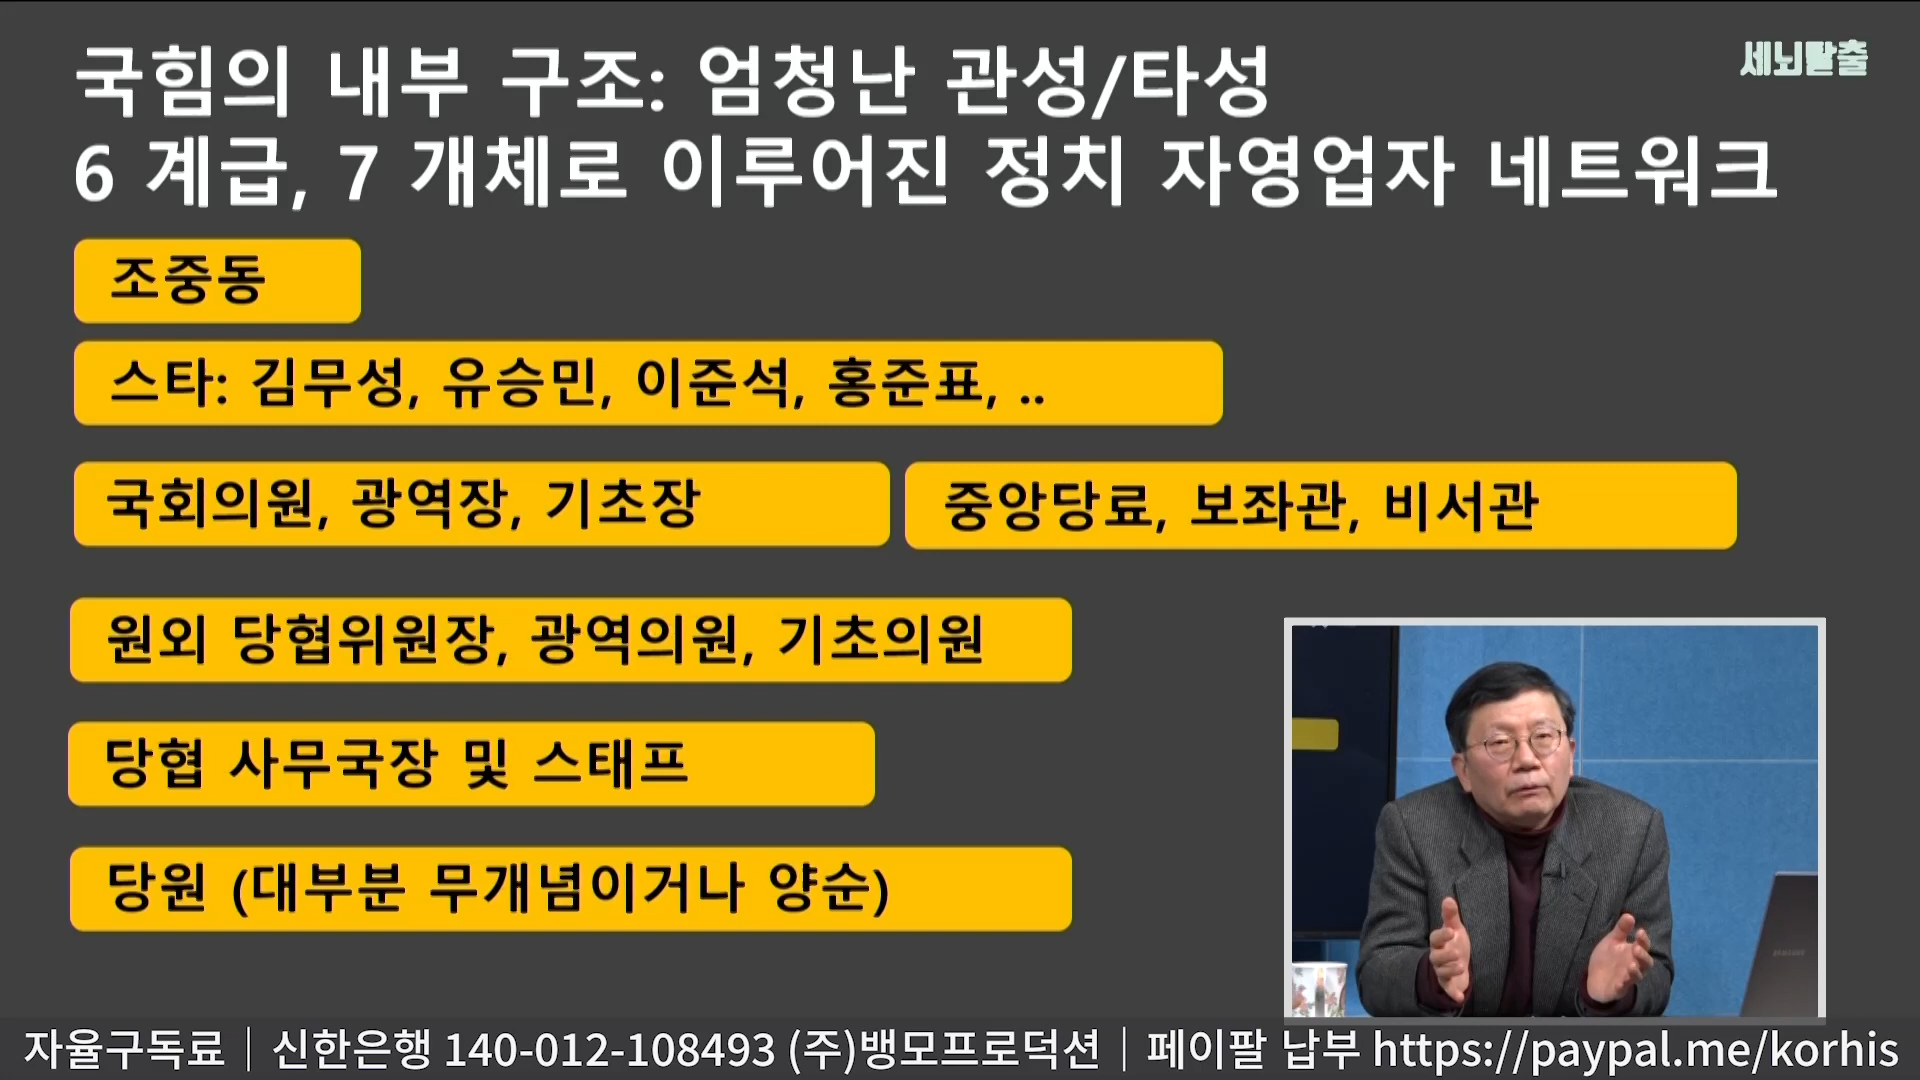 국힘의 내부 구조: 엄청난 관성/타성
세뇌탈출
6 계급, 7 개체로 이루어진 정치 자영업자 네트워크
조중동
스타: 김무성, 유승민, 이준석, 홍준표, ..
국회의원, 광역장, 기초장
중앙당료, 보좌관, 비서관
원외 당협위원장, 광역의원, 기초의원
당협 사무국장 및 스태프
당원 (대부분 무개념이거나 양순)
자율구독료｜신한은행 140-012-108493 (주)뱅모프로덕션｜페이팔 납부 https://paypal.me/korhis